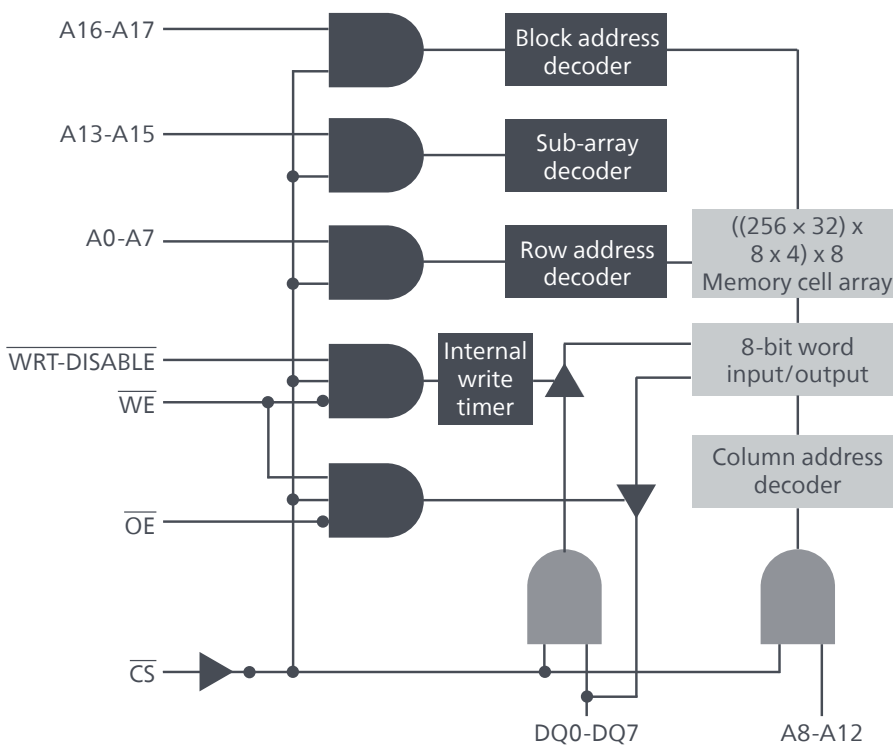 A16-A17
Block address
decoder
A13-A15
Sub-array
decoder
A0-A7
Row address
decoder
((256 × 32) x
8 x 4) x 8
Memory cell array
WRT-DISABLE
Internal
write
timer
8-bit word
input/output
WE
Column address
decoder
OE
CS
DQ0-DQ7
A8-A12